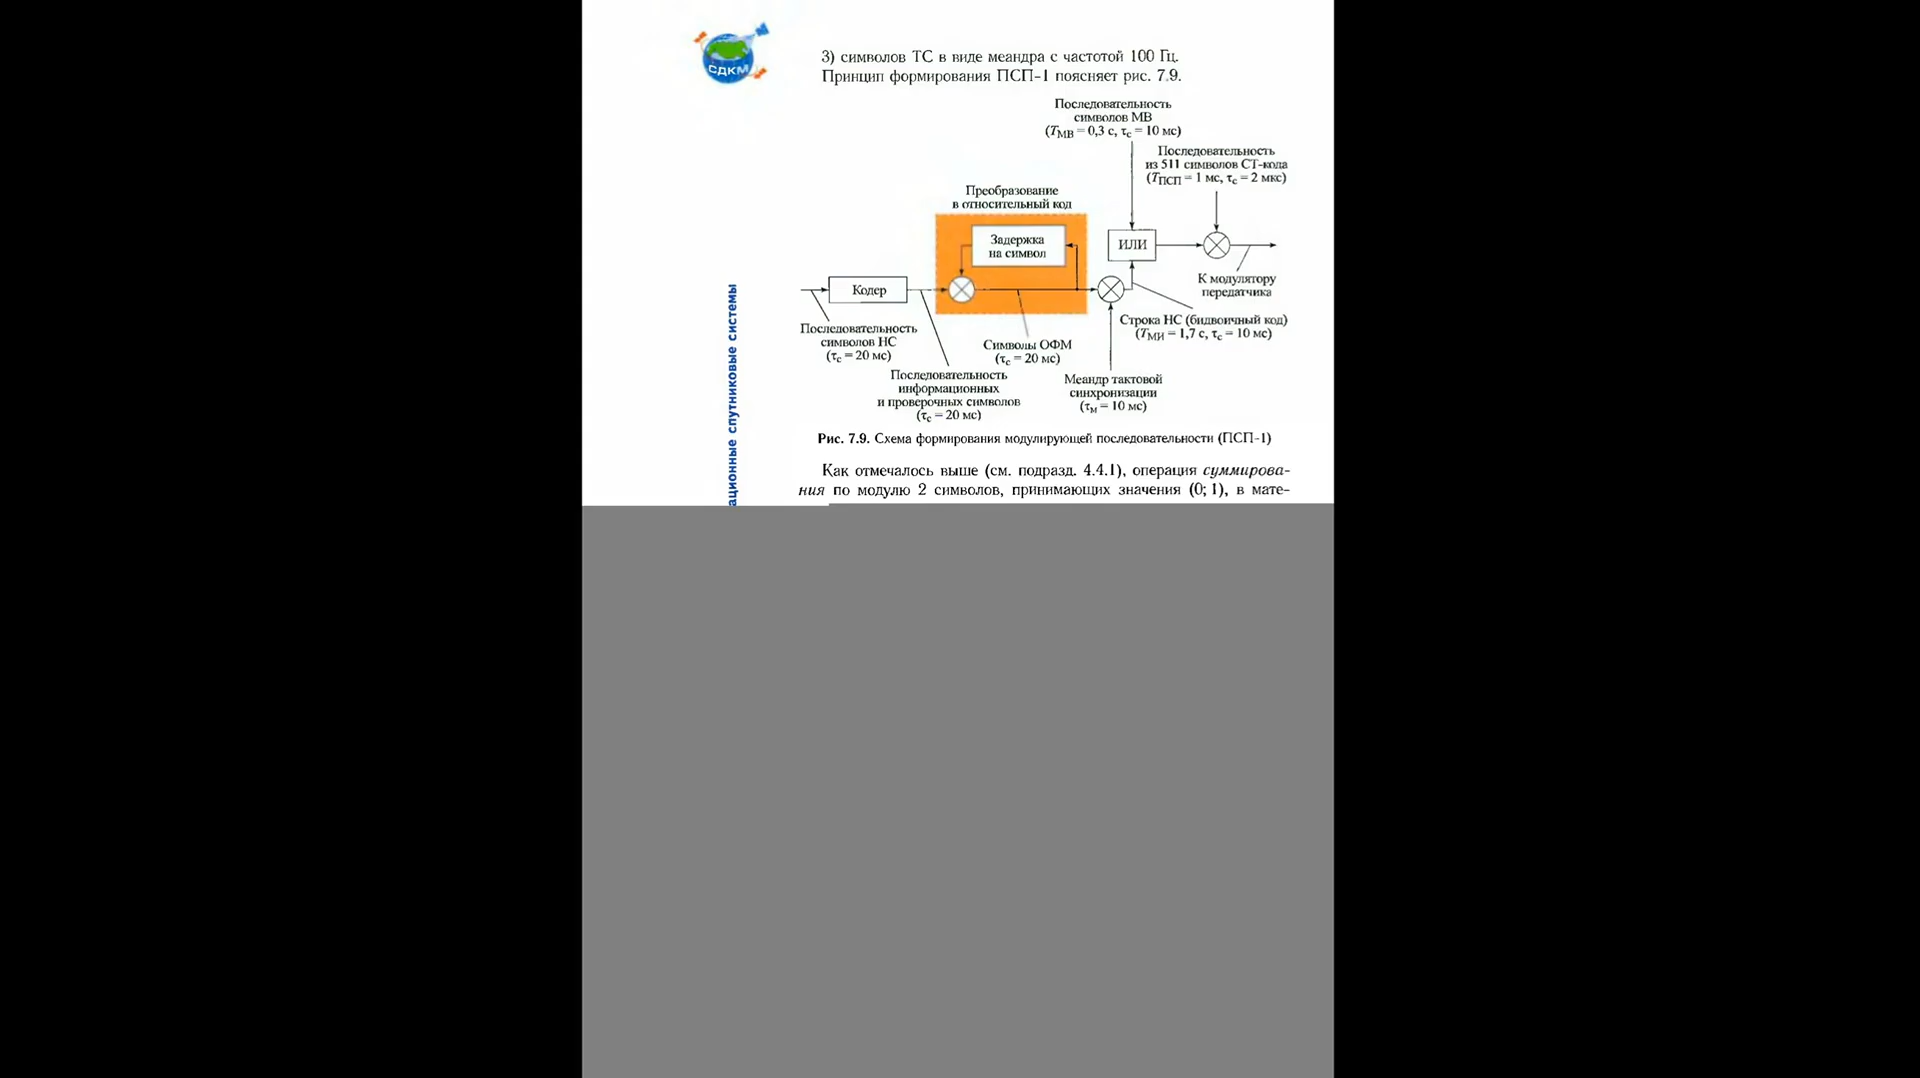 СДКМ
3) символов ТС в виде меандра с частотой 100 Гц.
Принцип формирования ПСП-1 поясняет рис. 7.9.
Последовательность
символов МВ
(TМВ = 0,3 с, τс = 10 мс)
Последовательность
из 511 символов СТ-кода
(TПСП = 1 мс, τс = 2 мкс)
Преобразование
в относительный код
Задержка
на символ
ИЛИ
К модулятору
передатчика
Кодер
Строка НС (бидвоичный код)
(TМИ = 1,7 с, τс = 10 мс)
Последовательность
символов НС
(τс = 20 мс)
Символы ОФМ
(τс = 20 мс)
Последовательность
информационных
и проверочных символов
(τс = 20 мс)
Меандр тактовой
синхронизации
(τм = 10 мс)
Рис. 7.9. Схема формирования модулирующей последовательности (ПСП-1)
Как отмечалось выше (см. подразд. 4.4.1), операция суммирова-
ния по модулю 2 символов, принимающих значения (0; 1), в мате-
ационные спутниковые системы